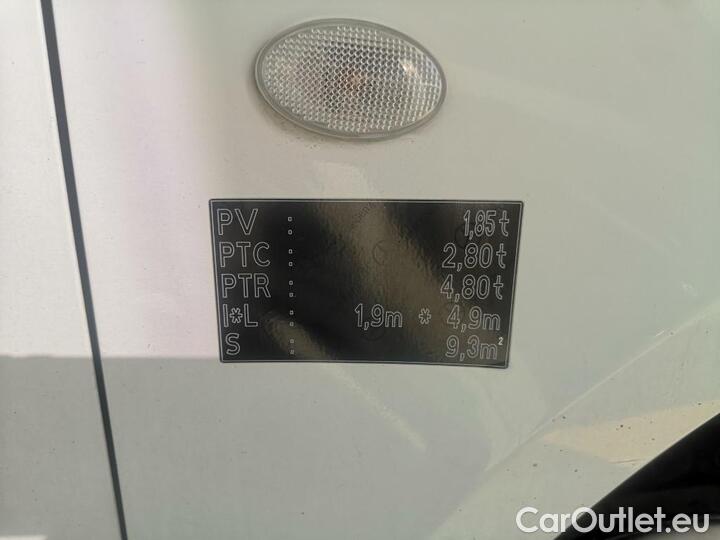 PV : 1,85t
PTC : 2,80t
PTR : 4,80t
I*L : 1,9m * 4,9m
S : 9,3m²
CarOutlet.eu